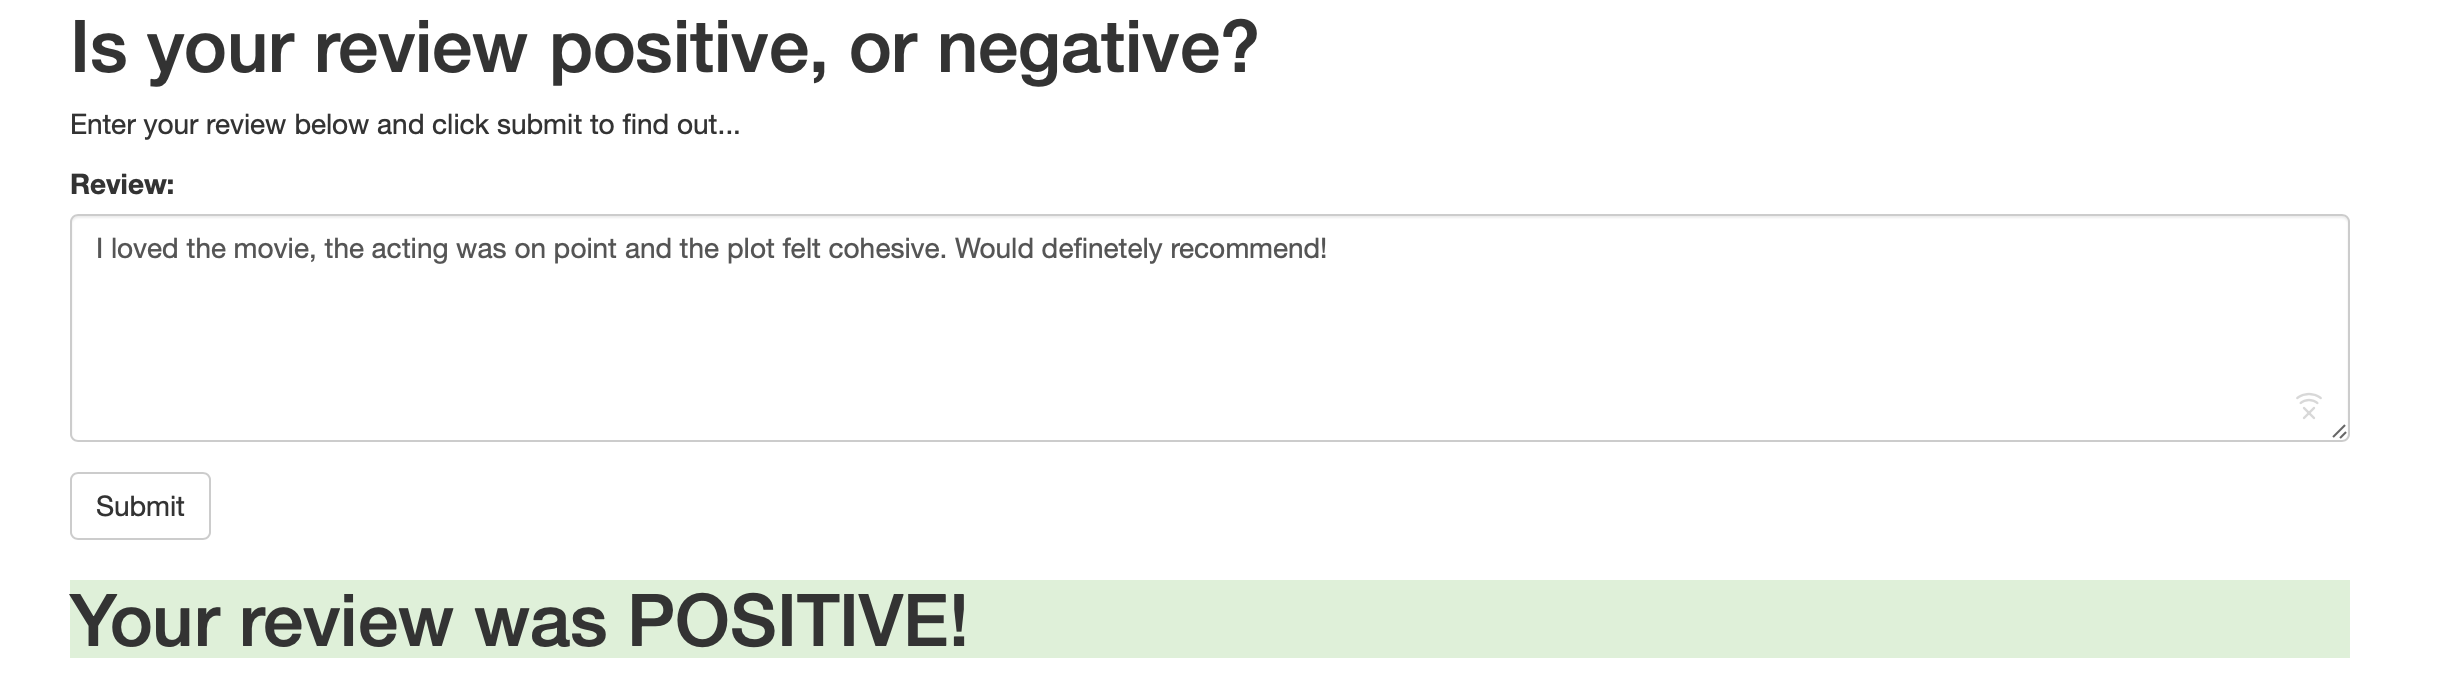 Is your review positive, or negative?
Enter your review below and click submit to find out...
Review:
I loved the movie, the acting was on point and the plot felt cohesive. Would definetely recommend!
Submit
Your review was POSITIVE!